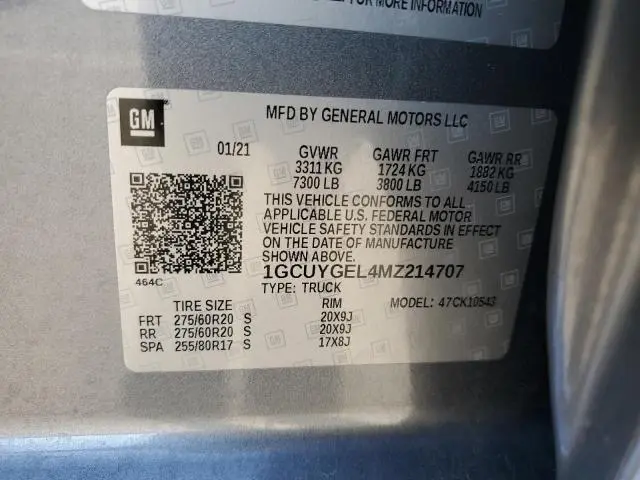 FOR MORE INFORMATION
GM
MFD BY GENERAL MOTORS LLC
01/21 GVWR GAWR FRT GAWR RR
3311 KG 1724 KG 1882 KG
7300 LB 3800 LB 4150 LB
THIS VEHICLE CONFORMS TO ALL
APPLICABLE U.S. FEDERAL MOTOR
VEHICLE SAFETY STANDARDS IN EFFECT
ON THE DATE OF MANUFACTURE
SHOWN ABOVE.
464C 1GCUYGEL4MZ214707
TYPE: TRUCK
TIRE SIZE RIM MODEL: 47CK10543
FRT 275/60R20 S 20X9J
RR 275/60R20 S 20X9J
SPA 255/80R17 S 17X8J